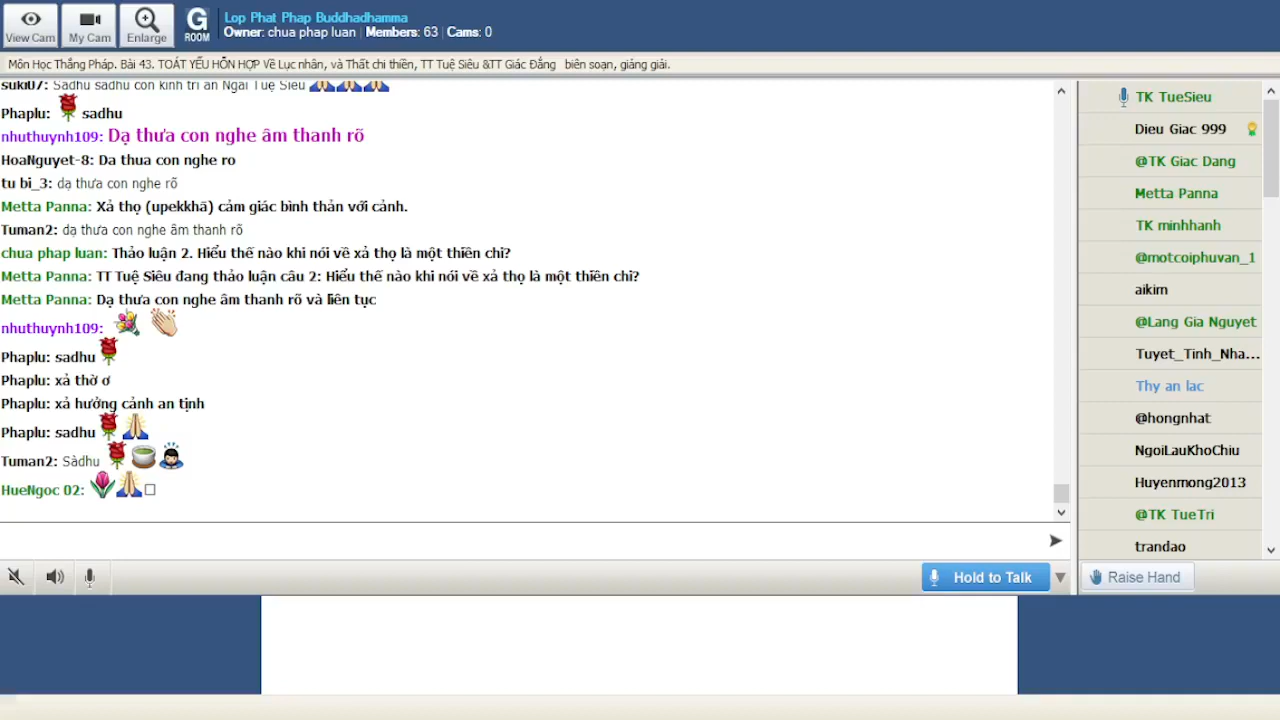 View Cam
My Cam
Enlarge
G
ROOM
Lop Phat Phap Buddhadhamma
Owner: chua phap luan | Members: 63 | Cams: 0
Môn Học Thắng Pháp. Bài 43. TOÁT YẾU HỖN HỢP Về Lục nhân, và Thất chi thiền, TT Tuệ Siêu &TT Giác Đẳng biên soạn, giảng giải.
suki07: Sadhu sadhu con kính tri ân Ngài Tuệ Siêu
Phaplu: sadhu
nhuthuynh109: Dạ thưa con nghe âm thanh rõ
HoaNguyet-8: Da thua con nghe ro
tu bi_3: dạ thưa con nghe rõ
Metta Panna: Xả thọ (upekkhā) cảm giác bình thản với cảnh.
Tuman2: dạ thưa con nghe âm thanh rõ
chua phap luan: Thảo luận 2. Hiểu thế nào khi nói về xả thọ là một thiền chi?
Metta Panna: TT Tuệ Siêu đang thảo luận câu 2: Hiểu thế nào khi nói về xả thọ là một thiền chi?
Metta Panna: Dạ thưa con nghe âm thanh rõ và liên tục
nhuthuynh109:
Phaplu: sadhu
Phaplu: xả thờ ơ
Phaplu: xả hưởng cảnh an tịnh
Phaplu: sadhu
Tuman2: Sàdhu
HueNgoc 02:
TK TueSieu
Dieu Giac 999
@TK Giac Dang
Metta Panna
TK minhhanh
@motcoiphuvan_1
aikim
@Lang Gia Nguyet
Tuyet_Tinh_Nha...
Thy an lac
@hongnhat
NgoiLauKhoChiu
Huyenmong2013
@TK TueTri
trandao
Hold to Talk
Raise Hand